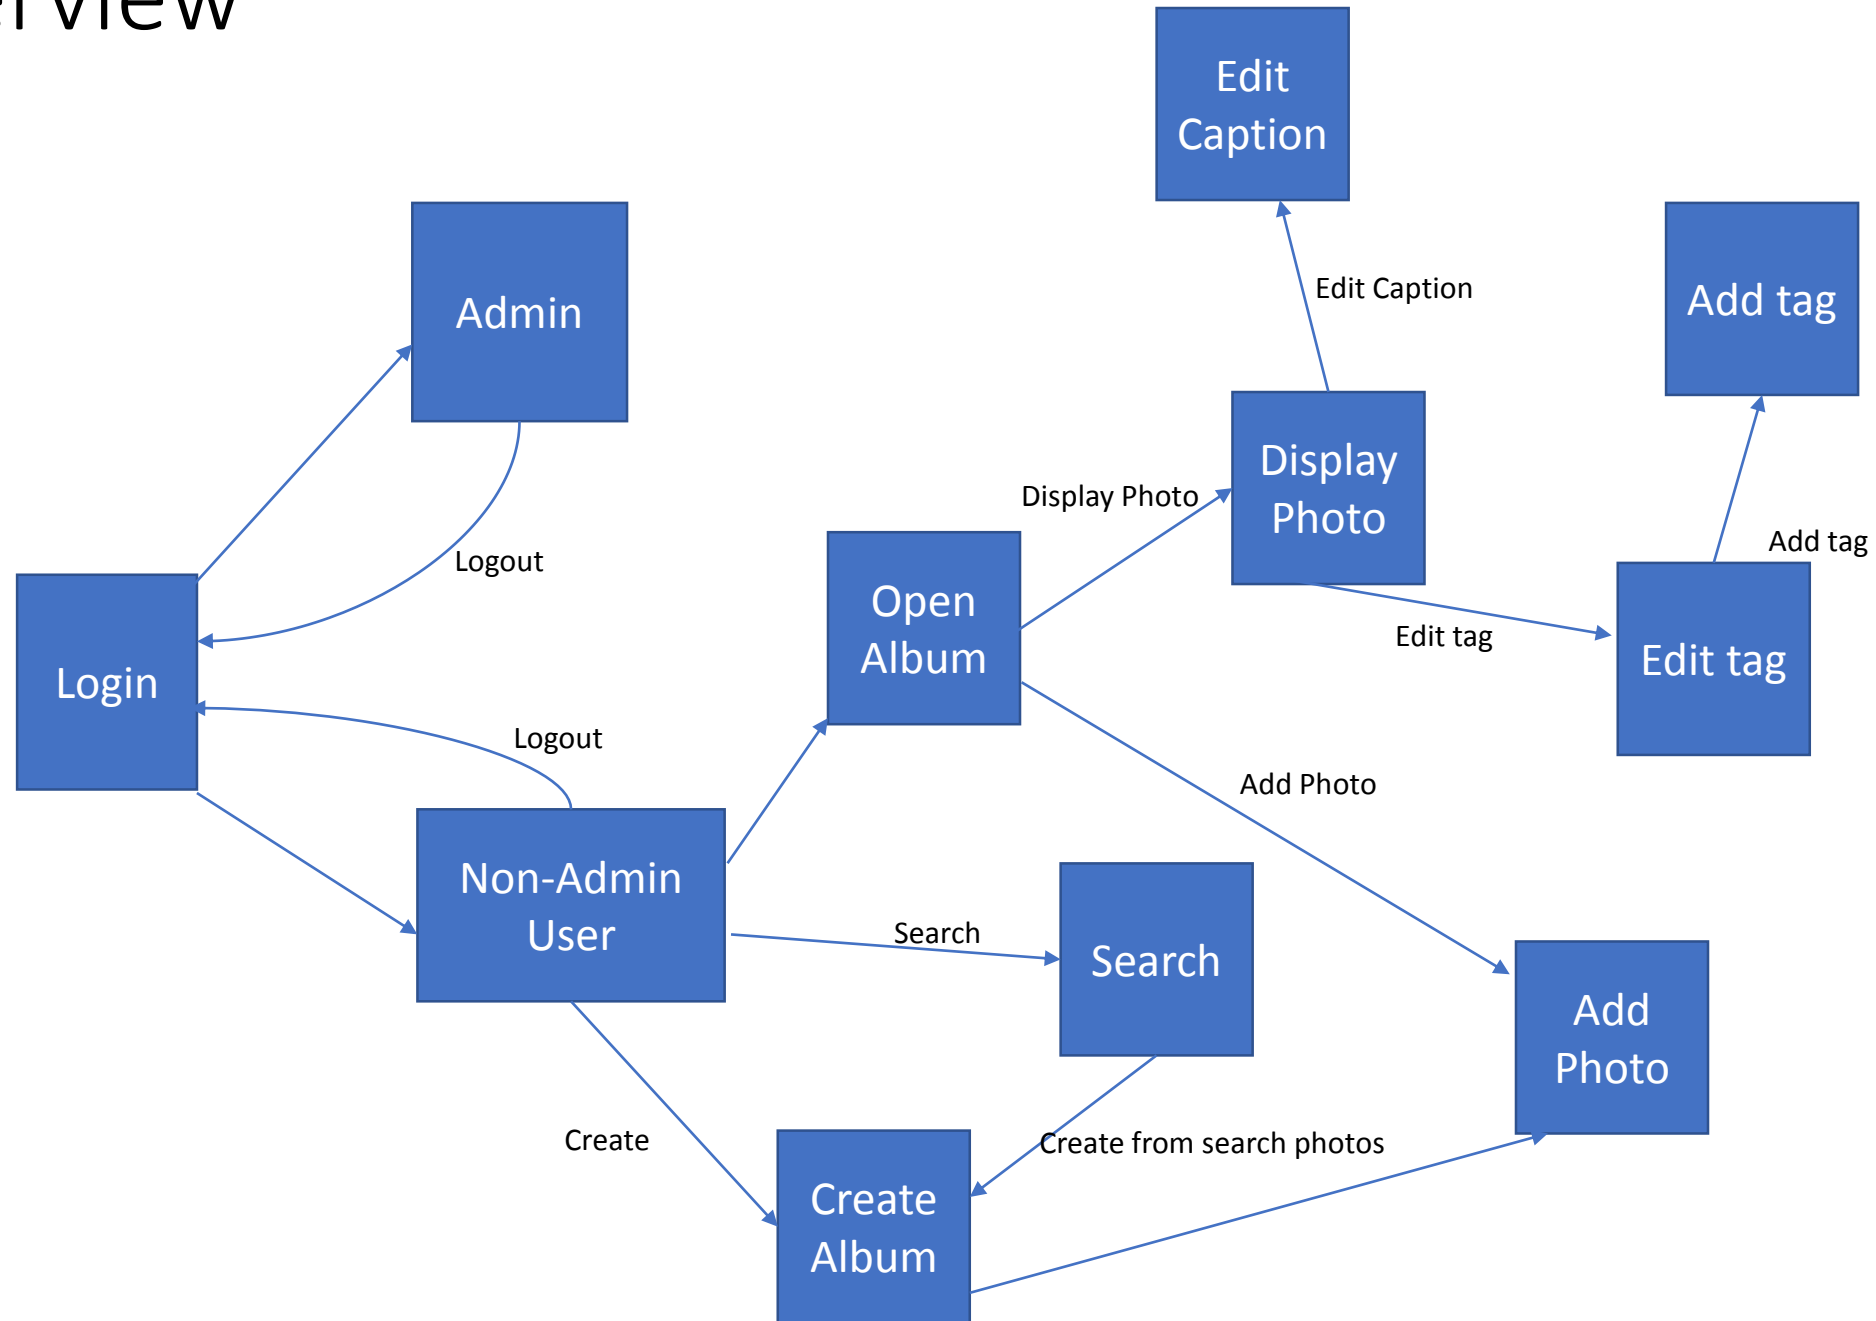 erview
Edit
Caption
Admin
Add tag
Edit Caption
Display
Photo
Display Photo
Logout
Add tag
Open
Album
Edit tag
Edit tag
Login
Logout
Add Photo
Non-Admin
User
Search
Search
Add
Photo
Create
Create from search photos
Create
Album